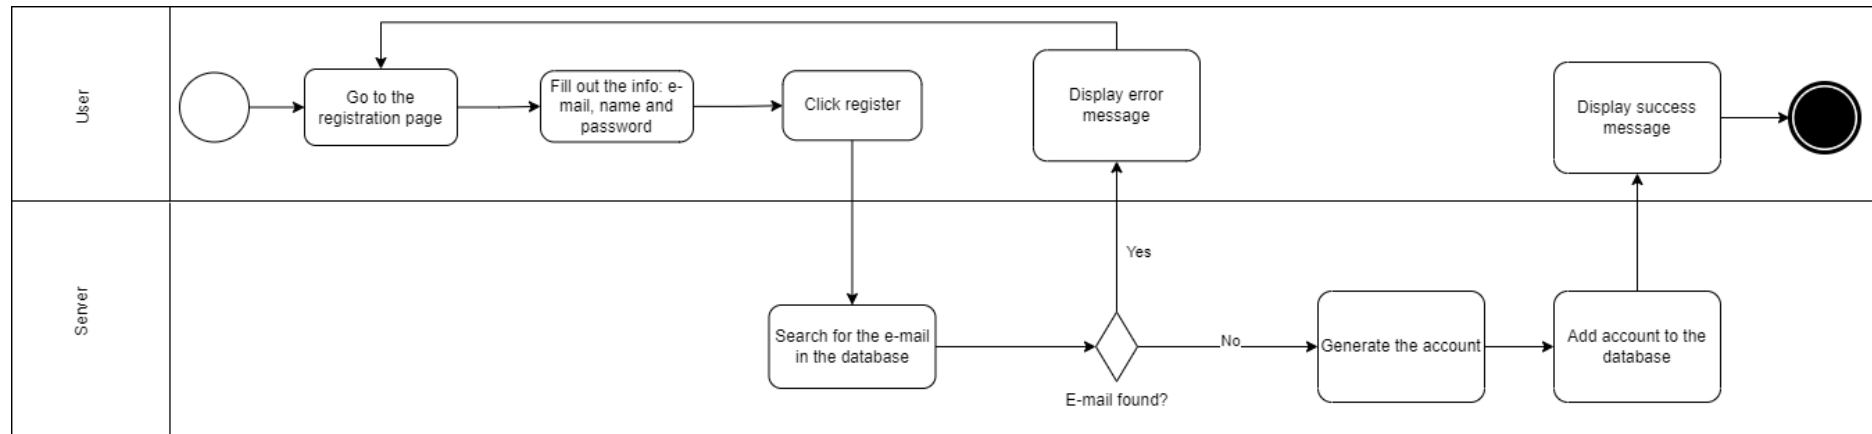 User
Go to the
registration page
Fill out the info: e-
mail, name and
password
Click register
Display error
message
Display success
message
Server
Search for the e-mail
in the database
Yes
E-mail found?
No
Generate the account
Add account to the
database